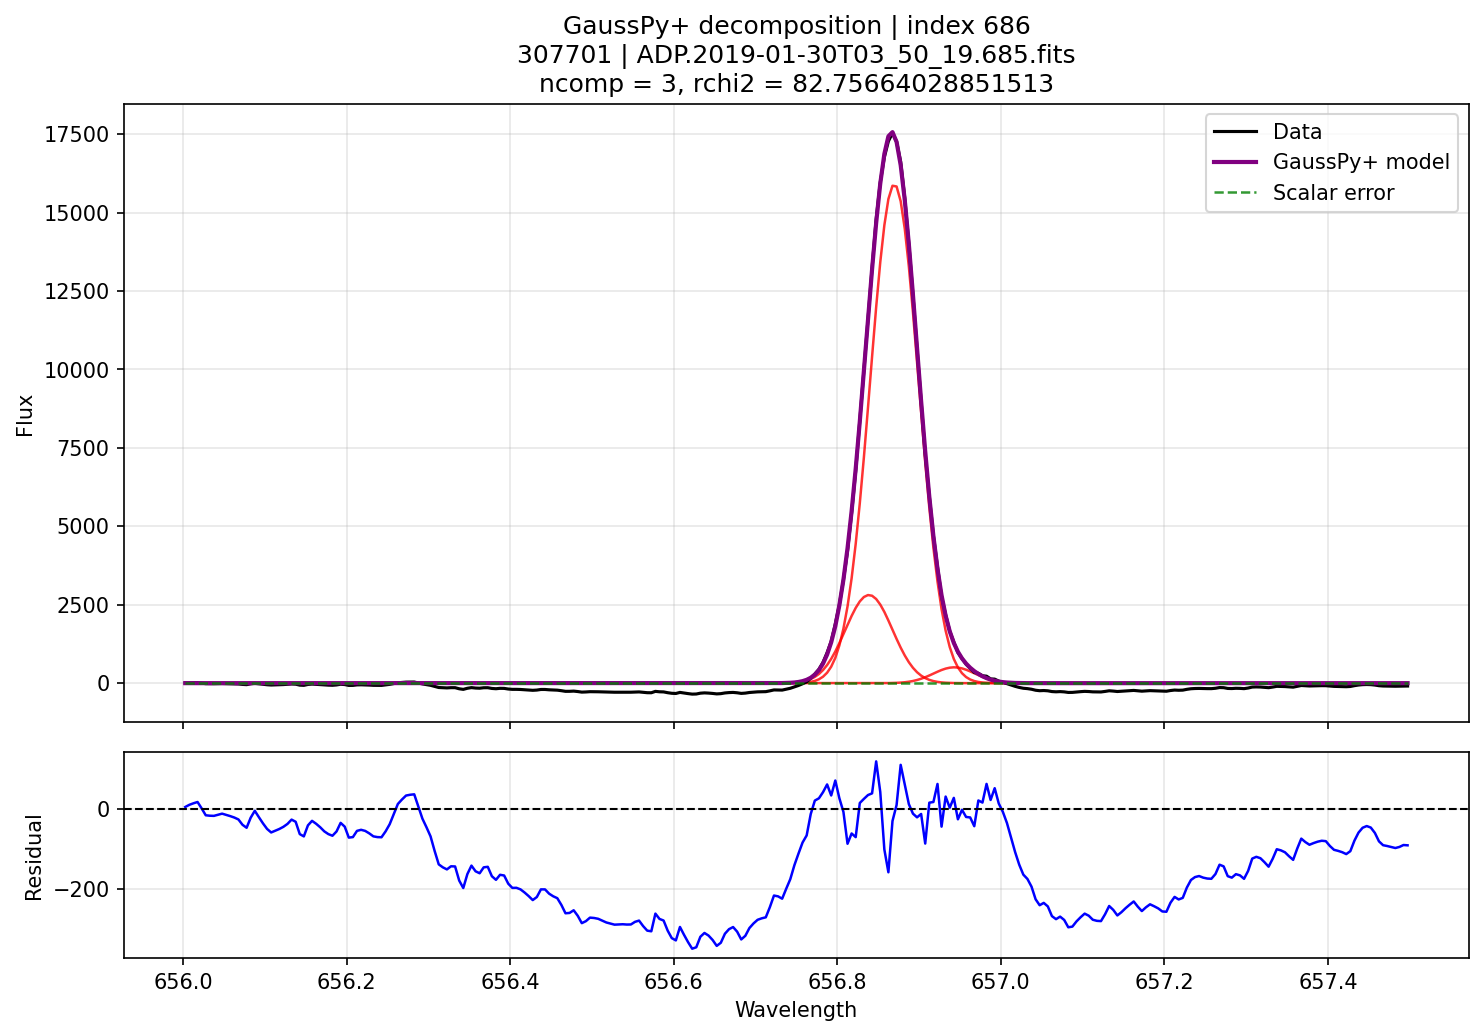 GaussPy+ decomposition | index 686
307701 | ADP.2019-01-30T03_50_19.685.fits
ncomp = 3, rchi2 = 82.75664028851513
Data
GaussPy+ model
Scalar error
17500
15000
12500
10000
7500
5000
2500
0
Flux
0
−200
Residual
656.0 656.2 656.4 656.6 656.8 657.0 657.2 657.4
Wavelength